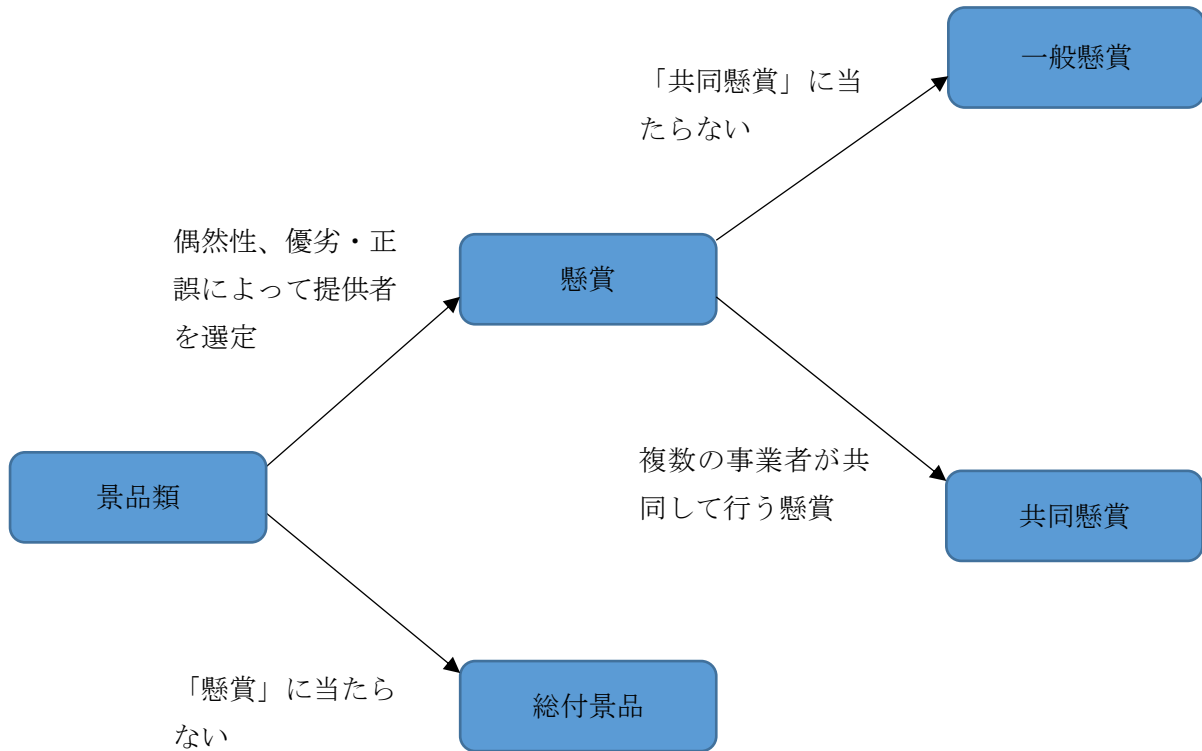 一般懸賞
「共同懸賞」に当
たらない
偶然性、優劣・正
誤によって提供者
を選定
懸賞
景品類
複数の事業者が共
同して行う懸賞
共同懸賞
「懸賞」に当たら
ない
総付景品